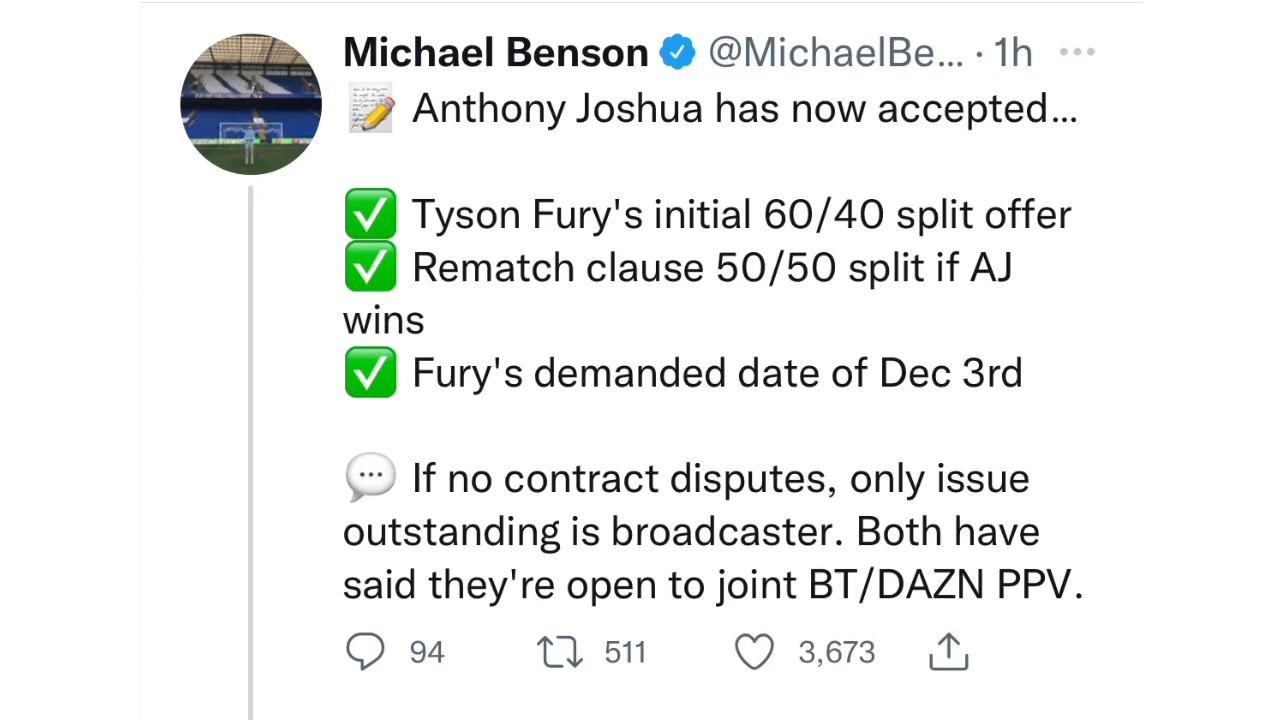 Michael Benson @MichaelBe... · 1h
📝 Anthony Joshua has now accepted...
✅ Tyson Fury's initial 60/40 split offer
✅ Rematch clause 50/50 split if AJ
wins
✅ Fury's demanded date of Dec 3rd
💬 If no contract disputes, only issue
outstanding is broadcaster. Both have
said they're open to joint BT/DAZN PPV.
94 511 3,673